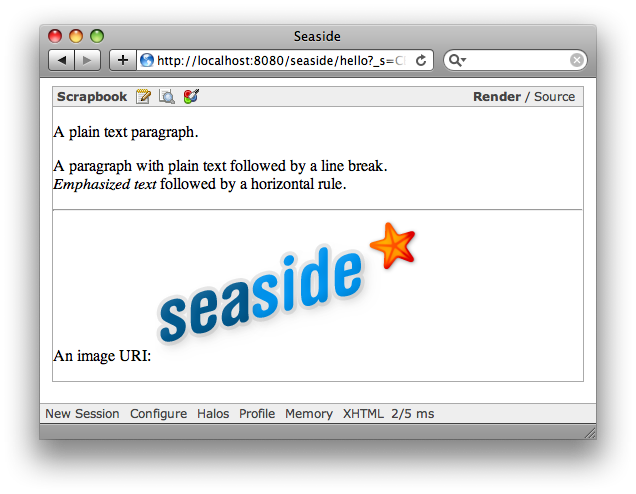 Seaside
http://localhost:8080/seaside/hello?_s=
Scrapbook Render / Source
A plain text paragraph.
A paragraph with plain text followed by a line break.
Emphasized text followed by a horizontal rule.
seaside
An image URI:
New Session Configure Halos Profile Memory XHTML 2/5 ms